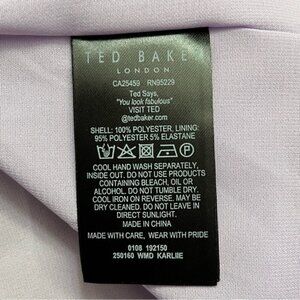 TED BAKE
LONDON
CA25459 RN95229
Ted Says,
"You look fabulous"
VISIT TED
@tedbaker.com
SHELL: 100% POLYESTER, LINING:
95% POLYESTER 5% ELASTANE
COOL HAND WASH SEPARATELY,
INSIDE OUT. DO NOT USE PRODUCTS
CONTAINING BLEACH, OIL OR
ALCOHOL. DO NOT TUMBLE DRY.
COOL IRON ON REVERSE. MAY BE
DRY CLEANED. DO NOT LEAVE IN
DIRECT SUNLIGHT.
MADE IN CHINA
MADE WITH CARE, WEAR WITH PRIDE
0108 192150
250160 WMD KARLIIE